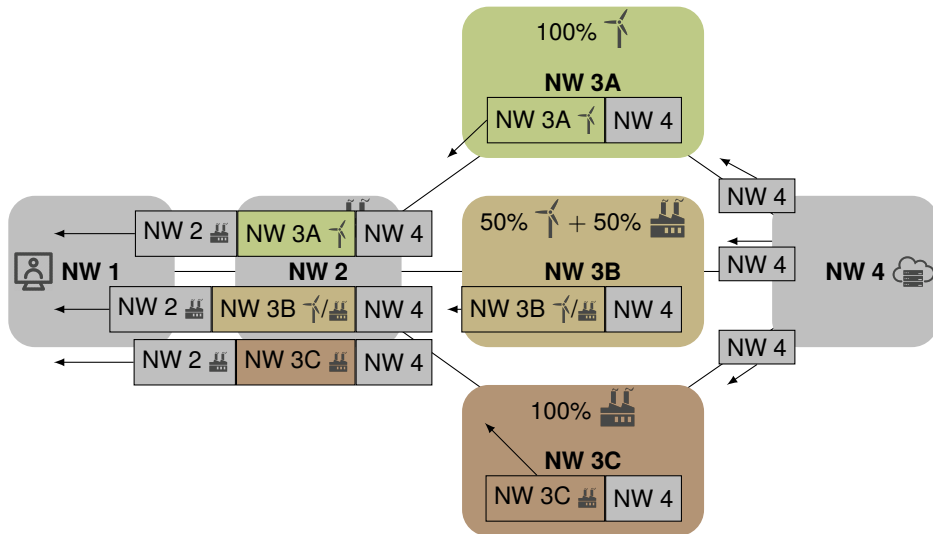 100%
NW 3A
NW 3A NW 4
NW 4
NW 2 NW 3A NW 4
50% + 50%
NW 1 NW 2 NW 3B NW 4 NW 4
NW 2 NW 3B / NW 4
NW 3B / NW 4
NW 2 NW 3C NW 4
NW 4
100%
NW 3C
NW 3C NW 4